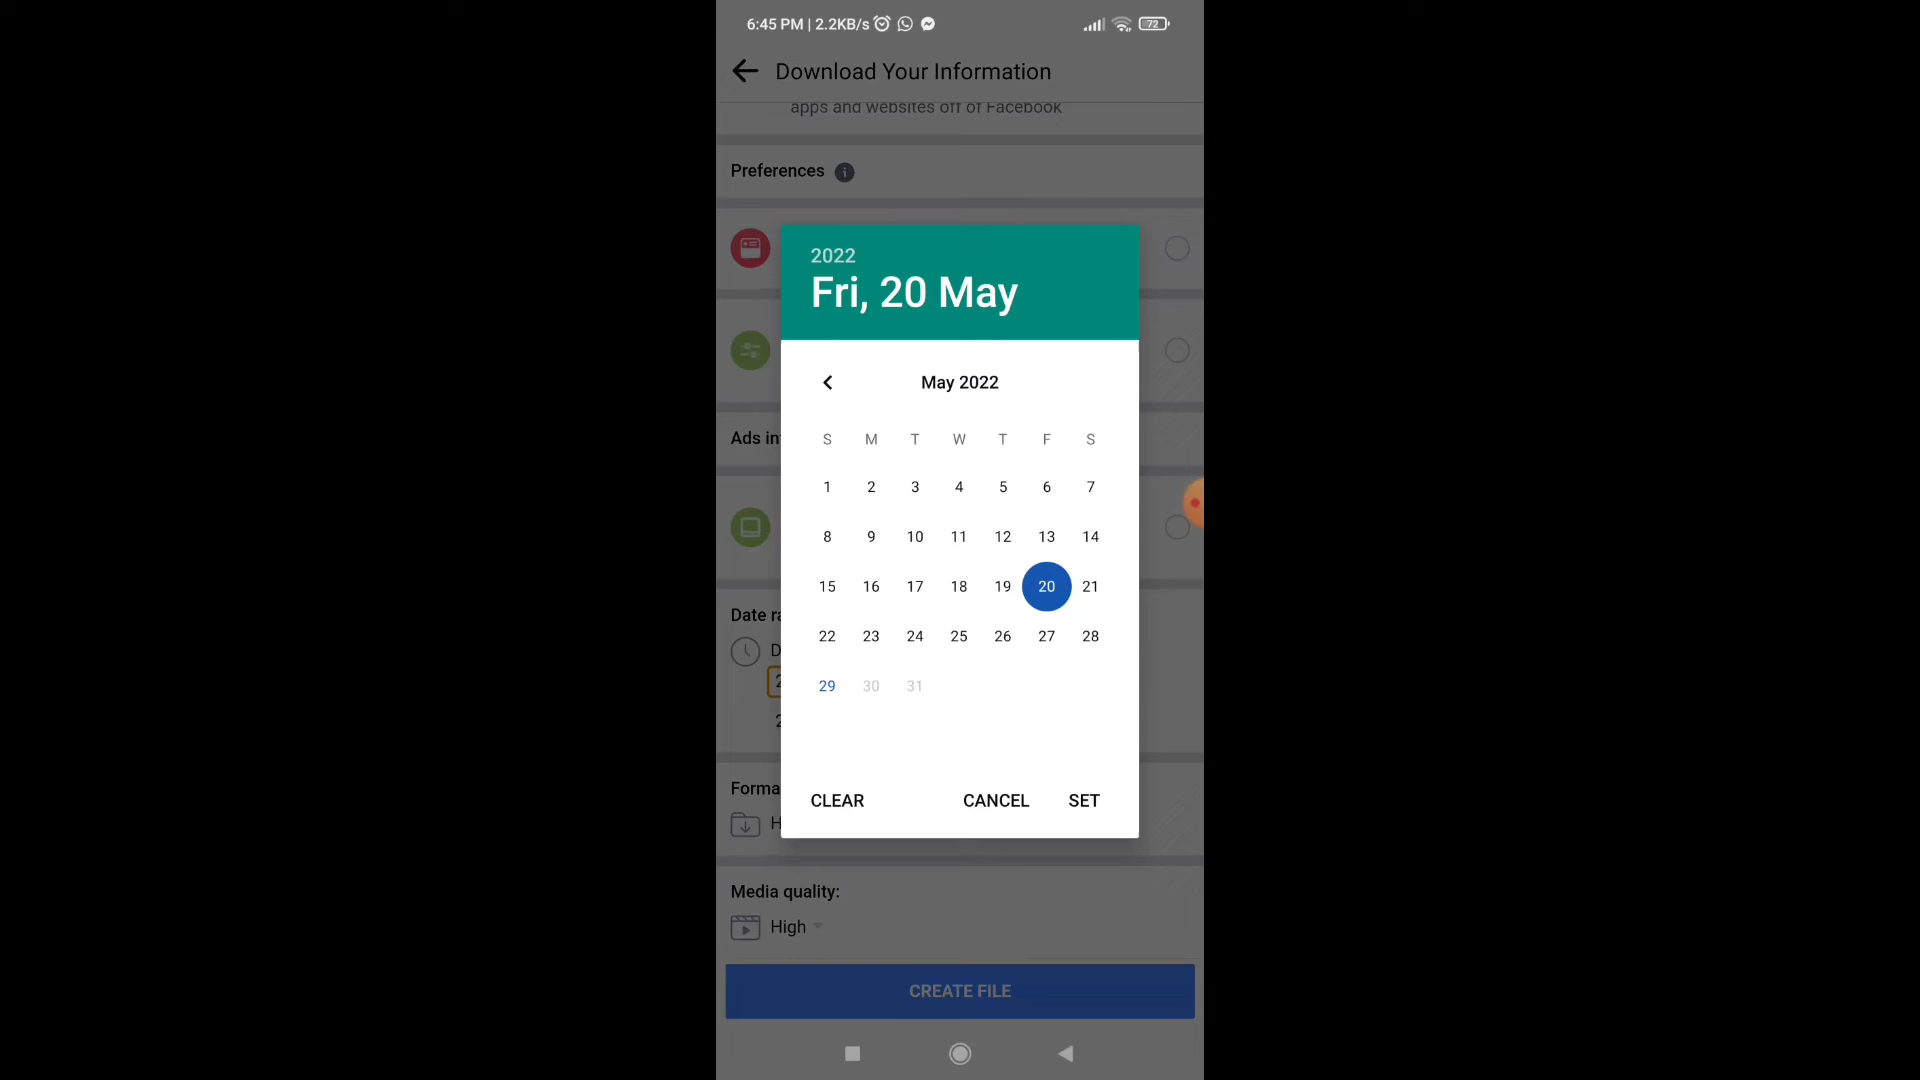 6:45 PM | 2.2KB/s
72
Download Your Information
apps and websites off of Facebook
Preferences
2022
Fri, 20 May
May 2022
S M T W T F S
1 2 3 4 5 6 7
8 9 10 11 12 13 14
15 16 17 18 19 20 21
22 23 24 25 26 27 28
29 30 31
CLEAR CANCEL SET
Media quality:
High
CREATE FILE